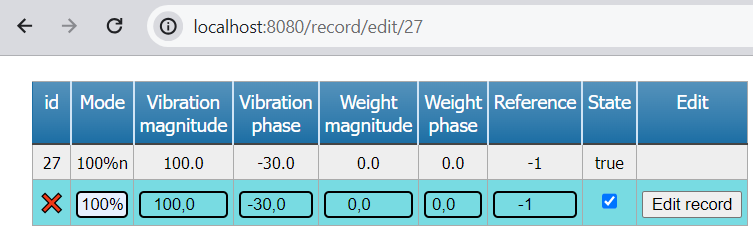 localhost:8080/record/edit/27
id Mode Vibration magnitude Vibration phase Weight magnitude Weight phase Reference State Edit
27 100%n 100.0 -30.0 0.0 0.0 -1 true
100% 100,0 -30,0 0,0 0,0 -1 Edit record